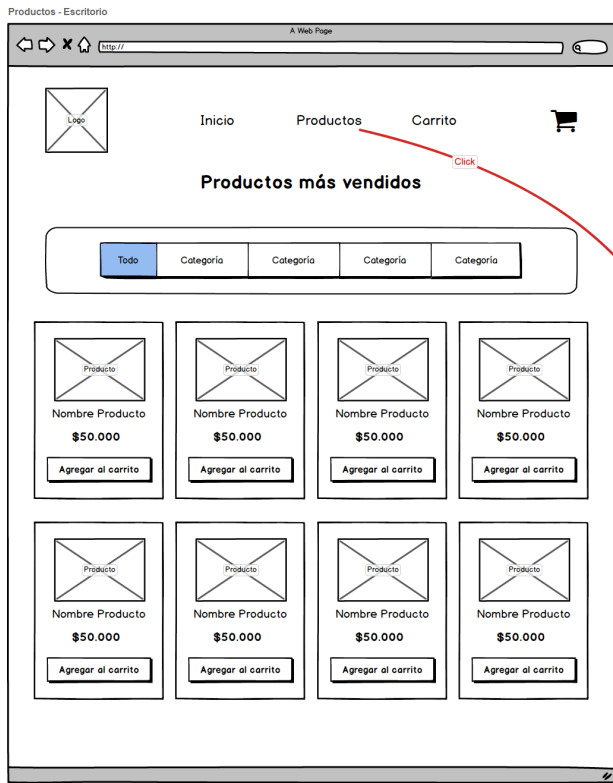 Productos - Escritorio
A Web Page
http://
Logo
Inicio Productos Carrito
Click
Productos más vendidos
Todo Categoría Categoría Categoría Categoría
Producto Producto Producto Producto
Nombre Producto Nombre Producto Nombre Producto Nombre Producto
$50.000 $50.000 $50.000 $50.000
Agregar al carrito Agregar al carrito Agregar al carrito Agregar al carrito
Producto Producto Producto Producto
Nombre Producto Nombre Producto Nombre Producto Nombre Producto
$50.000 $50.000 $50.000 $50.000
Agregar al carrito Agregar al carrito Agregar al carrito Agregar al carrito